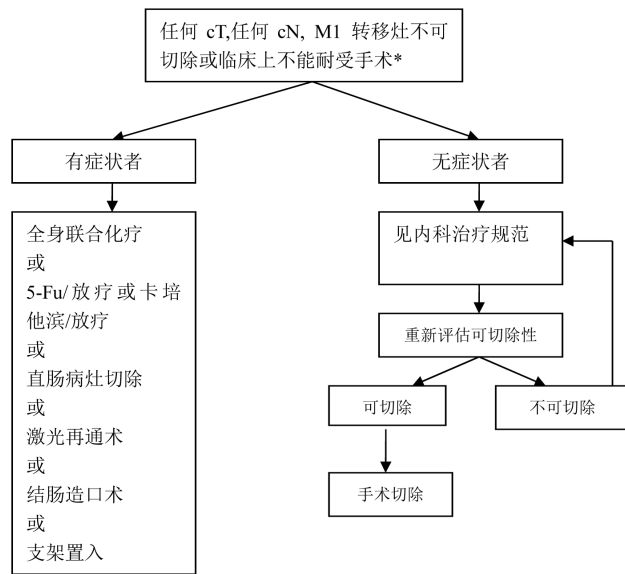 任何 cT,任何 cN, M1 转移灶不可
切除或临床上不能耐受手术*
有症状者
无症状者
全身联合化疗
或
5-Fu/放疗或卡培
他滨/放疗
或
直肠病灶切除
或
激光再通术
或
结肠造口术
或
支架置入
见内科治疗规范
重新评估可切除性
可切除
不可切除
手术切除